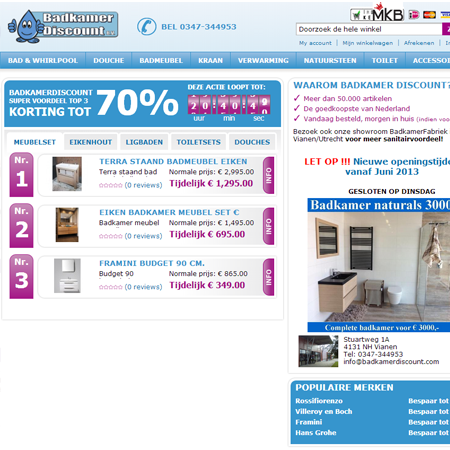 Badkamer
Discount
BEL 0347-344953
MKB
Doorzoek de hele winkel
My account | Mijn winkelwagen | Afrekenen |
BAD & WHIRLPOOL DOUCHE BADMEUBEL KRAAN VERWARMING NATUURSTEEN TOILET ACCESSO
BADKAMERDISCOUNT
SUPER VOORDEEL TOP 3
KORTING TOT
70%
DEZE ACTIE LOOPT TOT:
uur min sec
MEUBELSET EIKENHOUT LIGBADEN TOILETSETS DOUCHES
Nr. 1
TERRA STAAND BADMEUBEL EIKEN
Terra staand bad Normale prijs: € 2,995.00
(0 reviews) Tijdelijk € 1,295.00
INFO
Nr. 2
EIKEN BADKAMER MEUBEL SET C
Badkamer meubel Normale prijs: € 1,495.00
(0 reviews) Tijdelijk € 695.00
INFO
Nr. 3
FRAMINI BUDGET 90 CM.
Budget 90 Normale prijs: € 865.00
(0 reviews) Tijdelijk € 349.00
INFO
WAAROM BADKAMER DISCOUNT?
Meer dan 50.000 artikelen
De goedkoopste van Nederland
Vandaag besteld, morgen in huis (indien voor
Bezoek ook onze showroom BadkamerFabriek
Vianen/Utrecht voor meer sanitairvoordeel!
LET OP !!! Nieuwe openingstijde
vanaf Juni 2013
GESLOTEN OP DINSDAG
Badkamer naturals 3000
Complete badkamer voor € 3000,-
Stuartweg 1A
4131 NH Vianen
Tel: 0347-344953
info@badkamerdiscount.com
POPULAIRE MERKEN
Rossifiorenzo Bespaar tot
Villeroy en Boch Bespaar tot
Framini Bespaar tot
Hans Grohe Bespaar tot